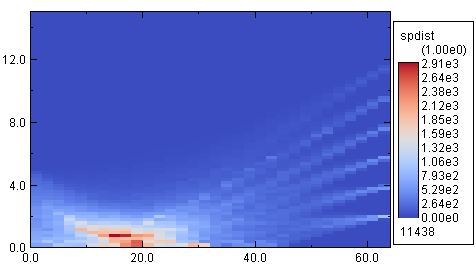 spdist
(1.00e0)
2.91e3
2.64e3
2.38e3
2.12e3
1.85e3
1.59e3
1.32e3
1.06e3
7.93e2
5.29e2
2.64e2
0.00e0
11438
12.0
8.0
4.0
0.0
0.0 20.0 40.0 60.0